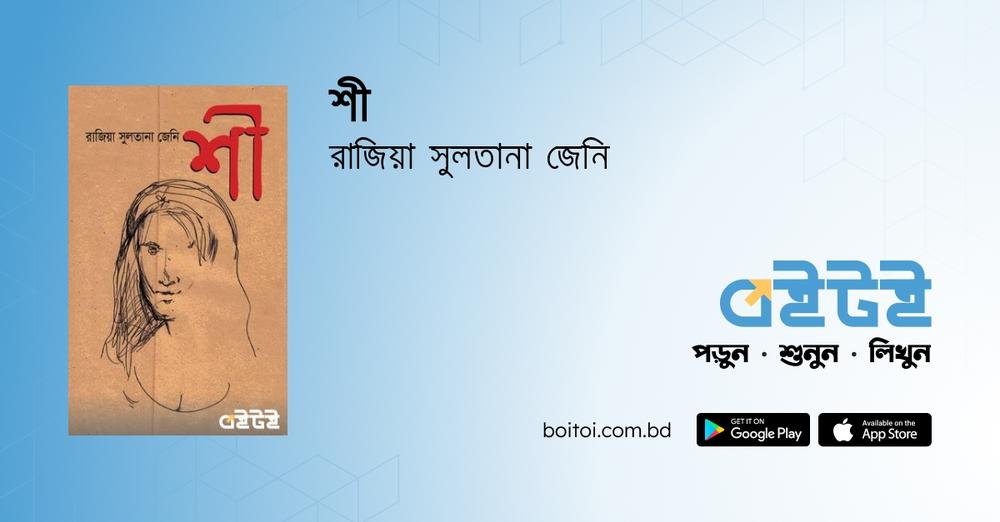 রাজিয়া সুলতানা জেনি
শী
বইটই
শী
রাজিয়া সুলতানা জেনি
বইটই
পড়ুন · শুনুন · লিখুন
boitoi.com.bd
GET IT ON
Google Play
Available on the
App Store